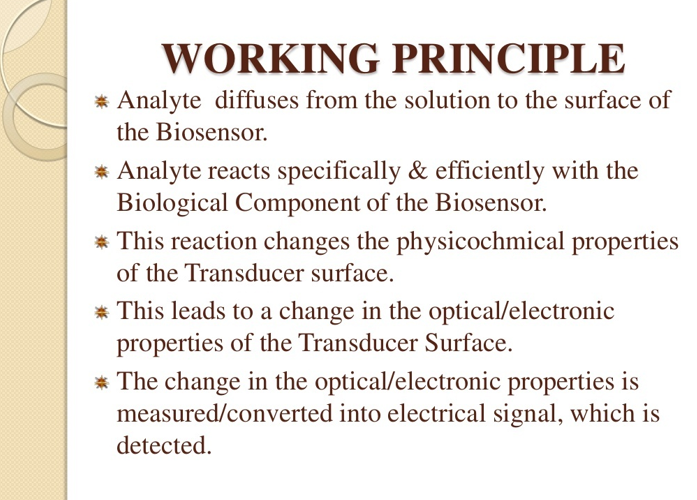 WORKING PRINCIPLE
Analyte diffuses from the solution to the surface of
the Biosensor.
Analyte reacts specifically & efficiently with the
Biological Component of the Biosensor.
This reaction changes the physicochmical properties
of the Transducer surface.
This leads to a change in the optical/electronic
properties of the Transducer Surface.
The change in the optical/electronic properties is
measured/converted into electrical signal, which is
detected.